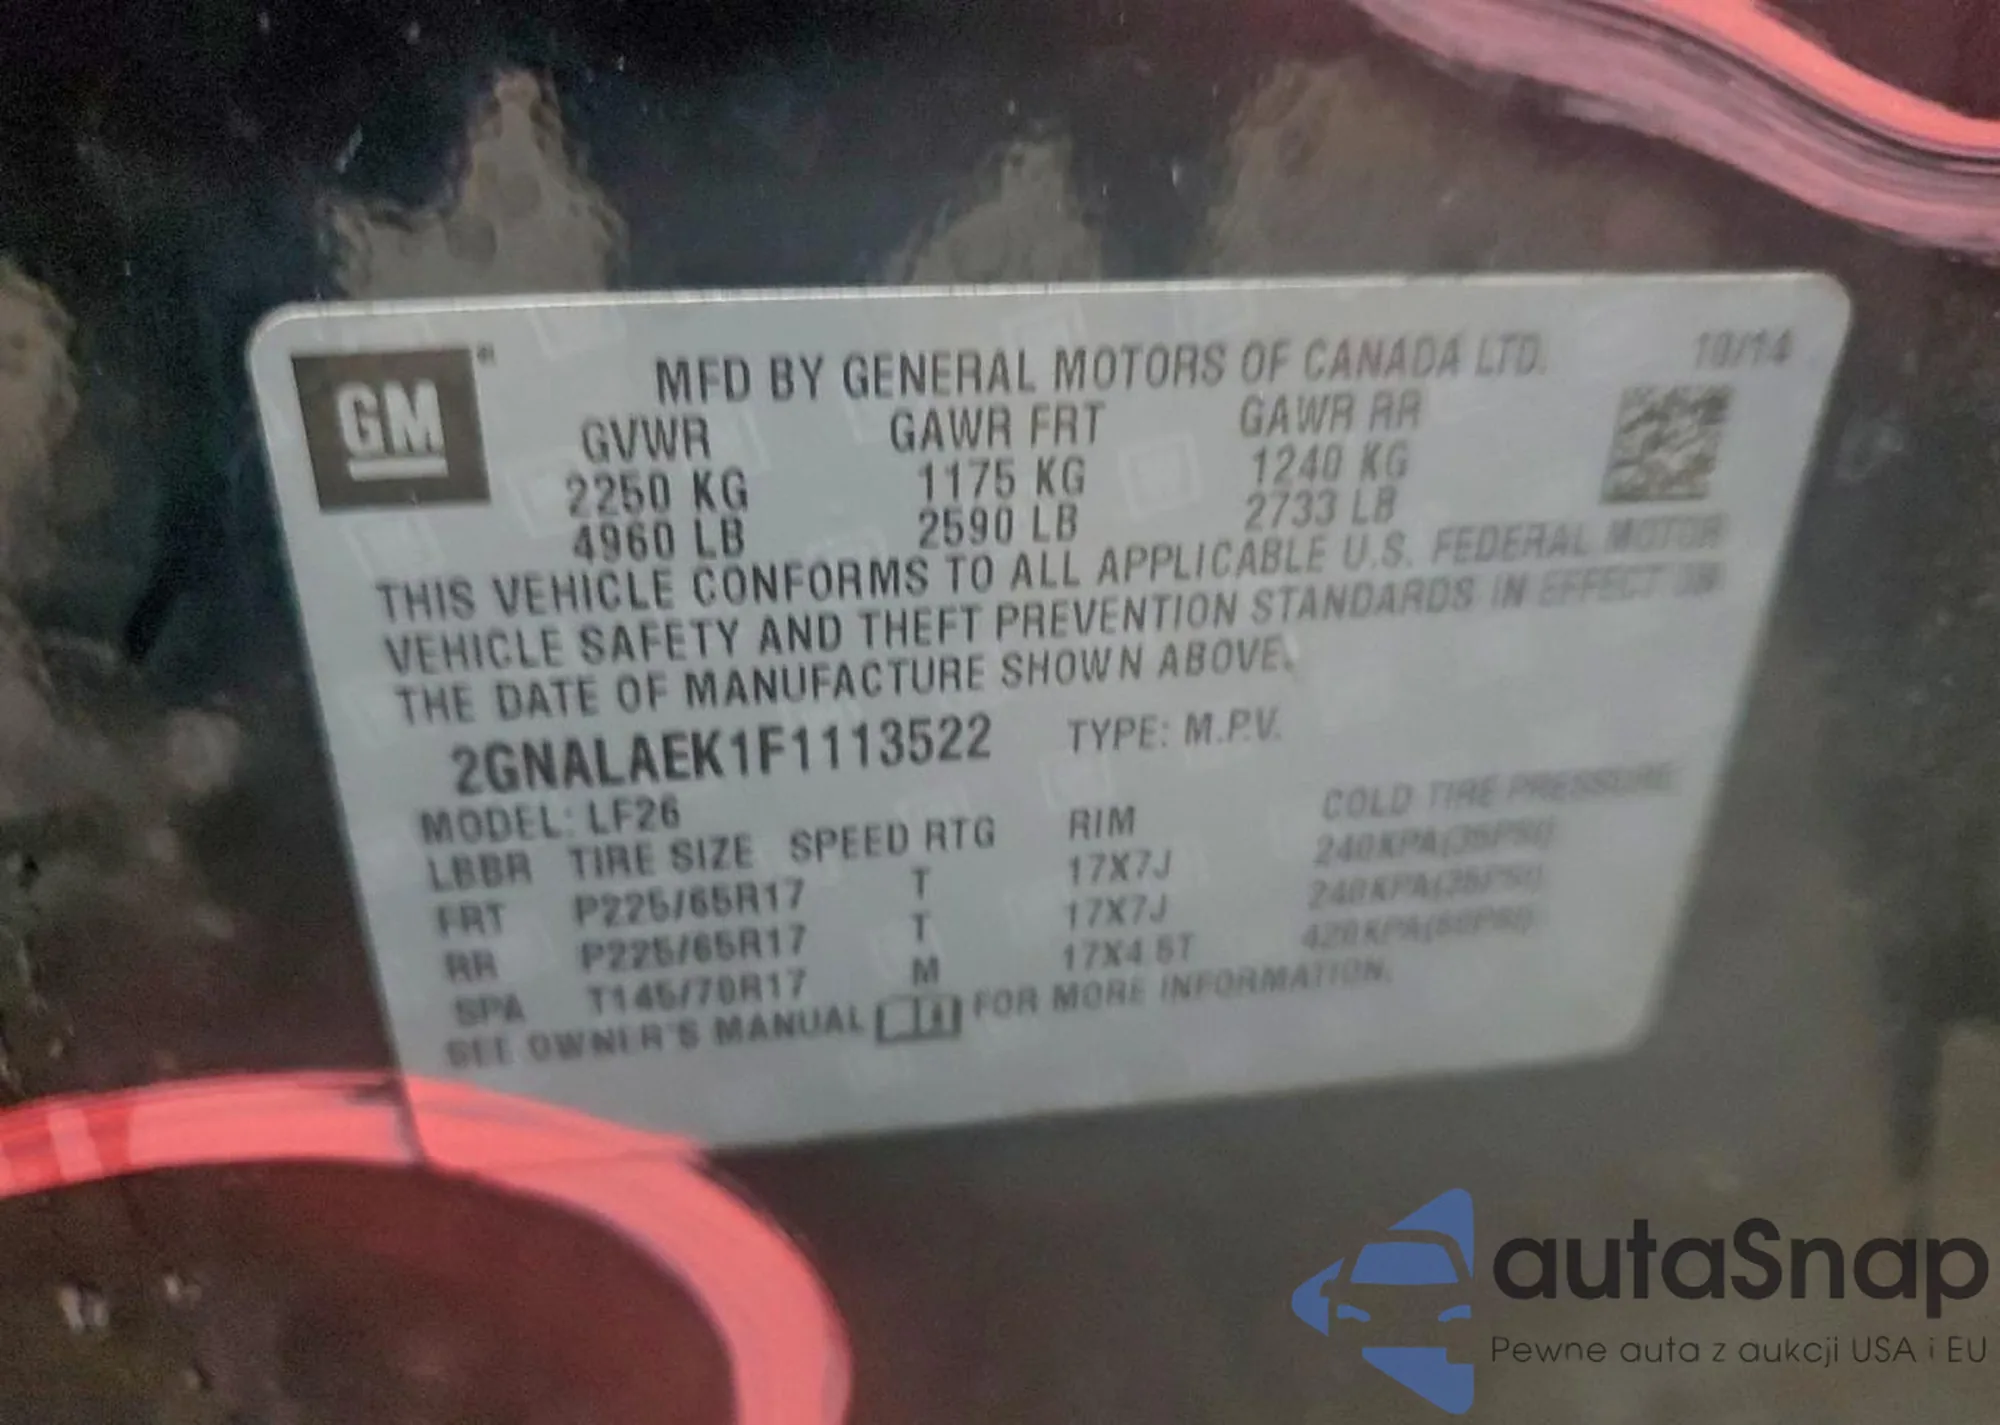 GM
MFD BY GENERAL MOTORS OF CANADA LTD. 10/14
GVWR GAWR FRT GAWR RR
2250 KG 1175 KG 1240 KG
4960 LB 2590 LB 2733 LB
THIS VEHICLE CONFORMS TO ALL APPLICABLE U.S. FEDERAL MOTOR
VEHICLE SAFETY AND THEFT PREVENTION STANDARDS IN EFFECT ON
THE DATE OF MANUFACTURE SHOWN ABOVE.
2GNALAEK1F1113522 TYPE: M.P.V.
MODEL: LF26
LBBR TIRE SIZE SPEED RTG RIM COLD TIRE PRESSURE
FRT P225/65R17 T 17X7J 240KPA(35PSI)
RR P225/65R17 T 17X7J 240KPA(35PSI)
SPA T145/70R17 M 17X4.5T 420KPA(60PSI)
SEE OWNER'S MANUAL FOR MORE INFORMATION.
autaSnap
Pewne auta z aukcji USA i EU